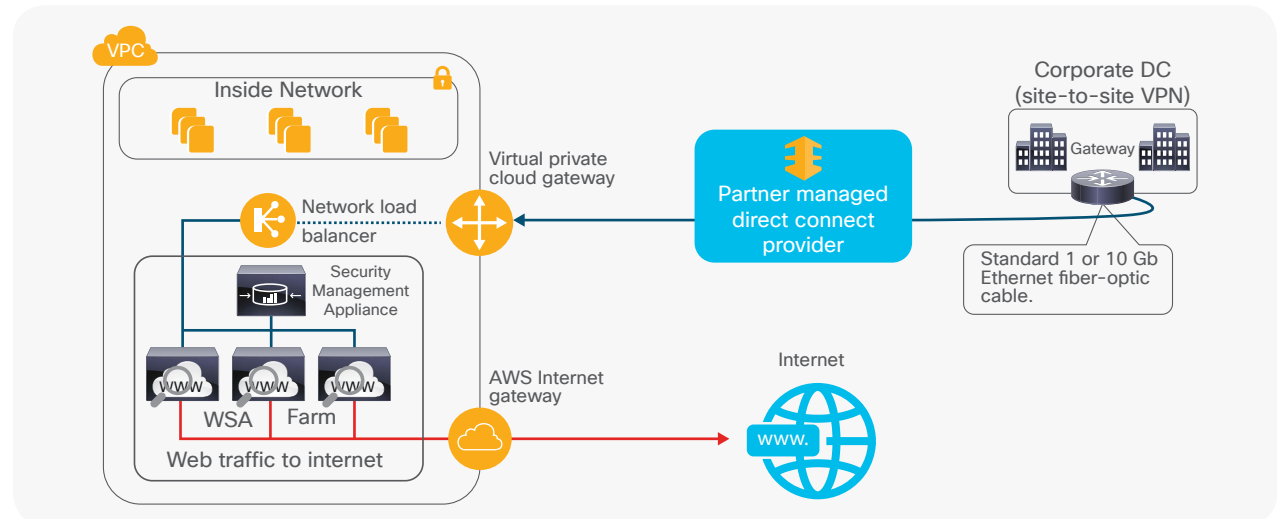 VPC
Inside Network
Virtual private
cloud gateway
Network load
balancer
Security
Management
Appliance
www
www
www
WSA
Farm
Web traffic to internet
AWS Internet
gateway
Partner managed
direct connect
provider
Corporate DC
(site-to-site VPN)
Gateway
Standard 1 or 10 Gb
Ethernet fiber-optic
cable.
Internet
www.